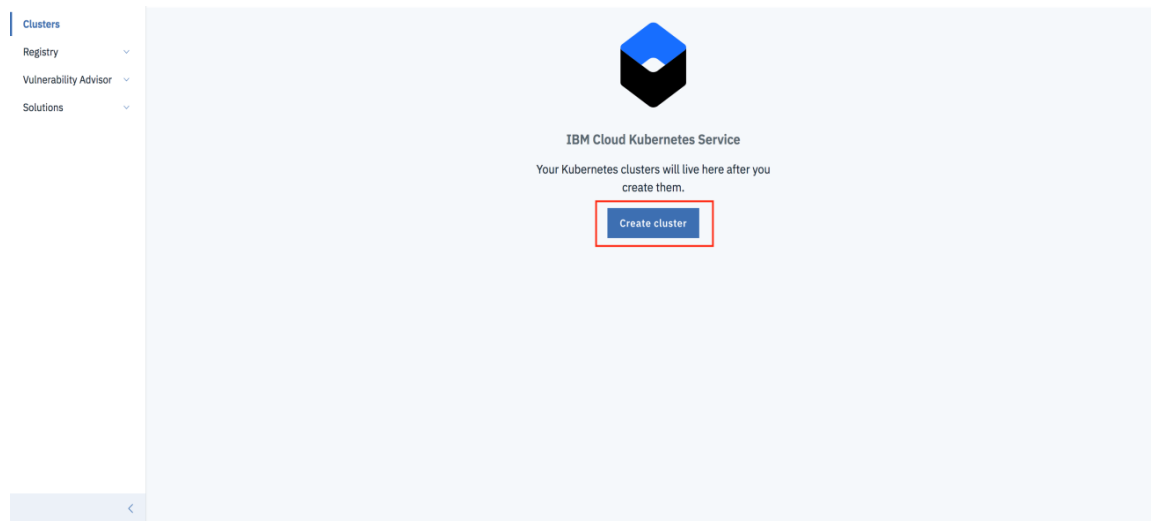 Clusters
Registry
Vulnerability Advisor
Solutions
IBM Cloud Kubernetes Service
Your Kubernetes clusters will live here after you
create them.
Create cluster